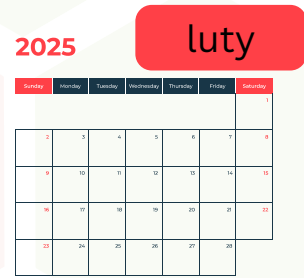 luty
2025
Sunday Monday Tuesday Wednesday Thursday Friday Saturday
1
2 3 4 5 6 7 8
9 10 11 12 13 14 15
16 17 18 19 20 21 22
23 24 25 26 27 28